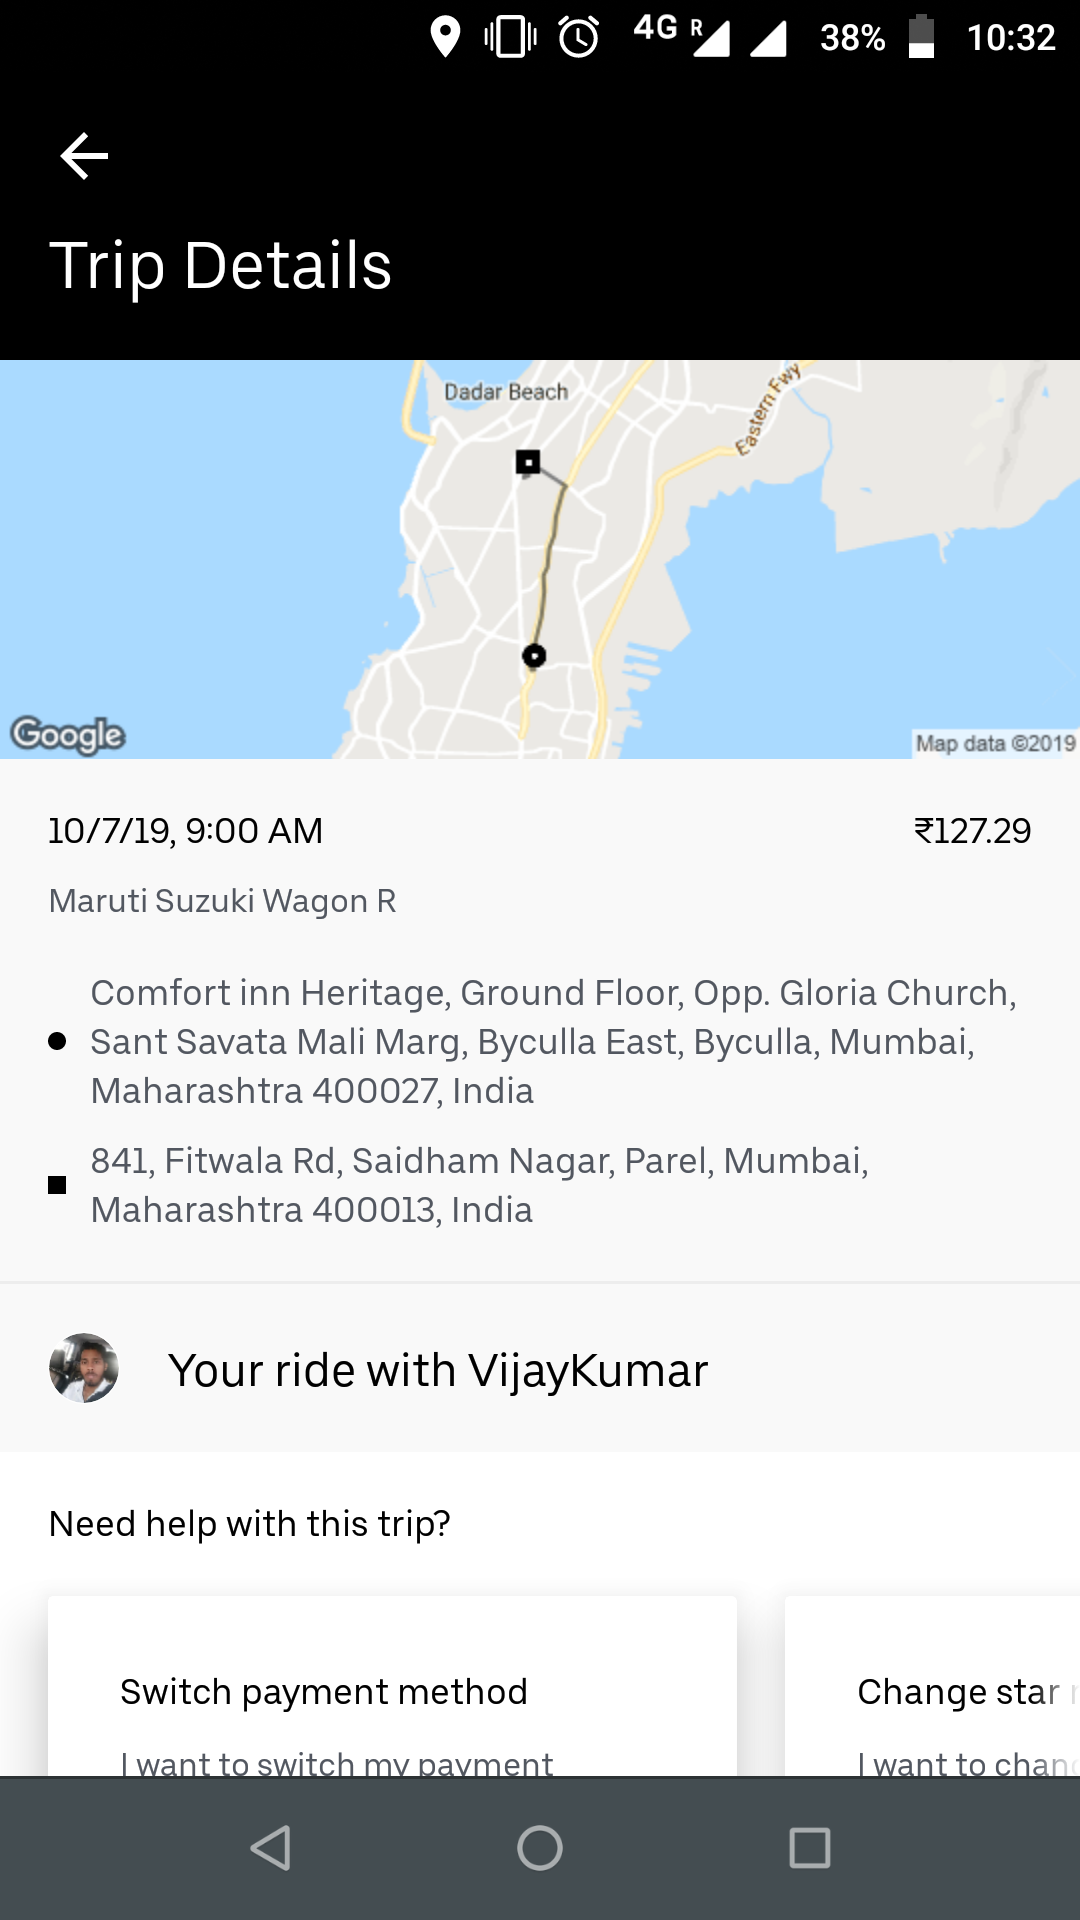 4G R 38% 10:32
Trip Details
Dadar Beach
Eastern Fwy
Google
Map data ©2019
10/7/19, 9:00 AM ₹127.29
Maruti Suzuki Wagon R
Comfort inn Heritage, Ground Floor, Opp. Gloria Church,
Sant Savata Mali Marg, Byculla East, Byculla, Mumbai,
Maharashtra 400027, India
841, Fitwala Rd, Saidham Nagar, Parel, Mumbai,
Maharashtra 400013, India
Your ride with VijayKumar
Need help with this trip?
Switch payment method
I want to switch my payment
Change star
I want to